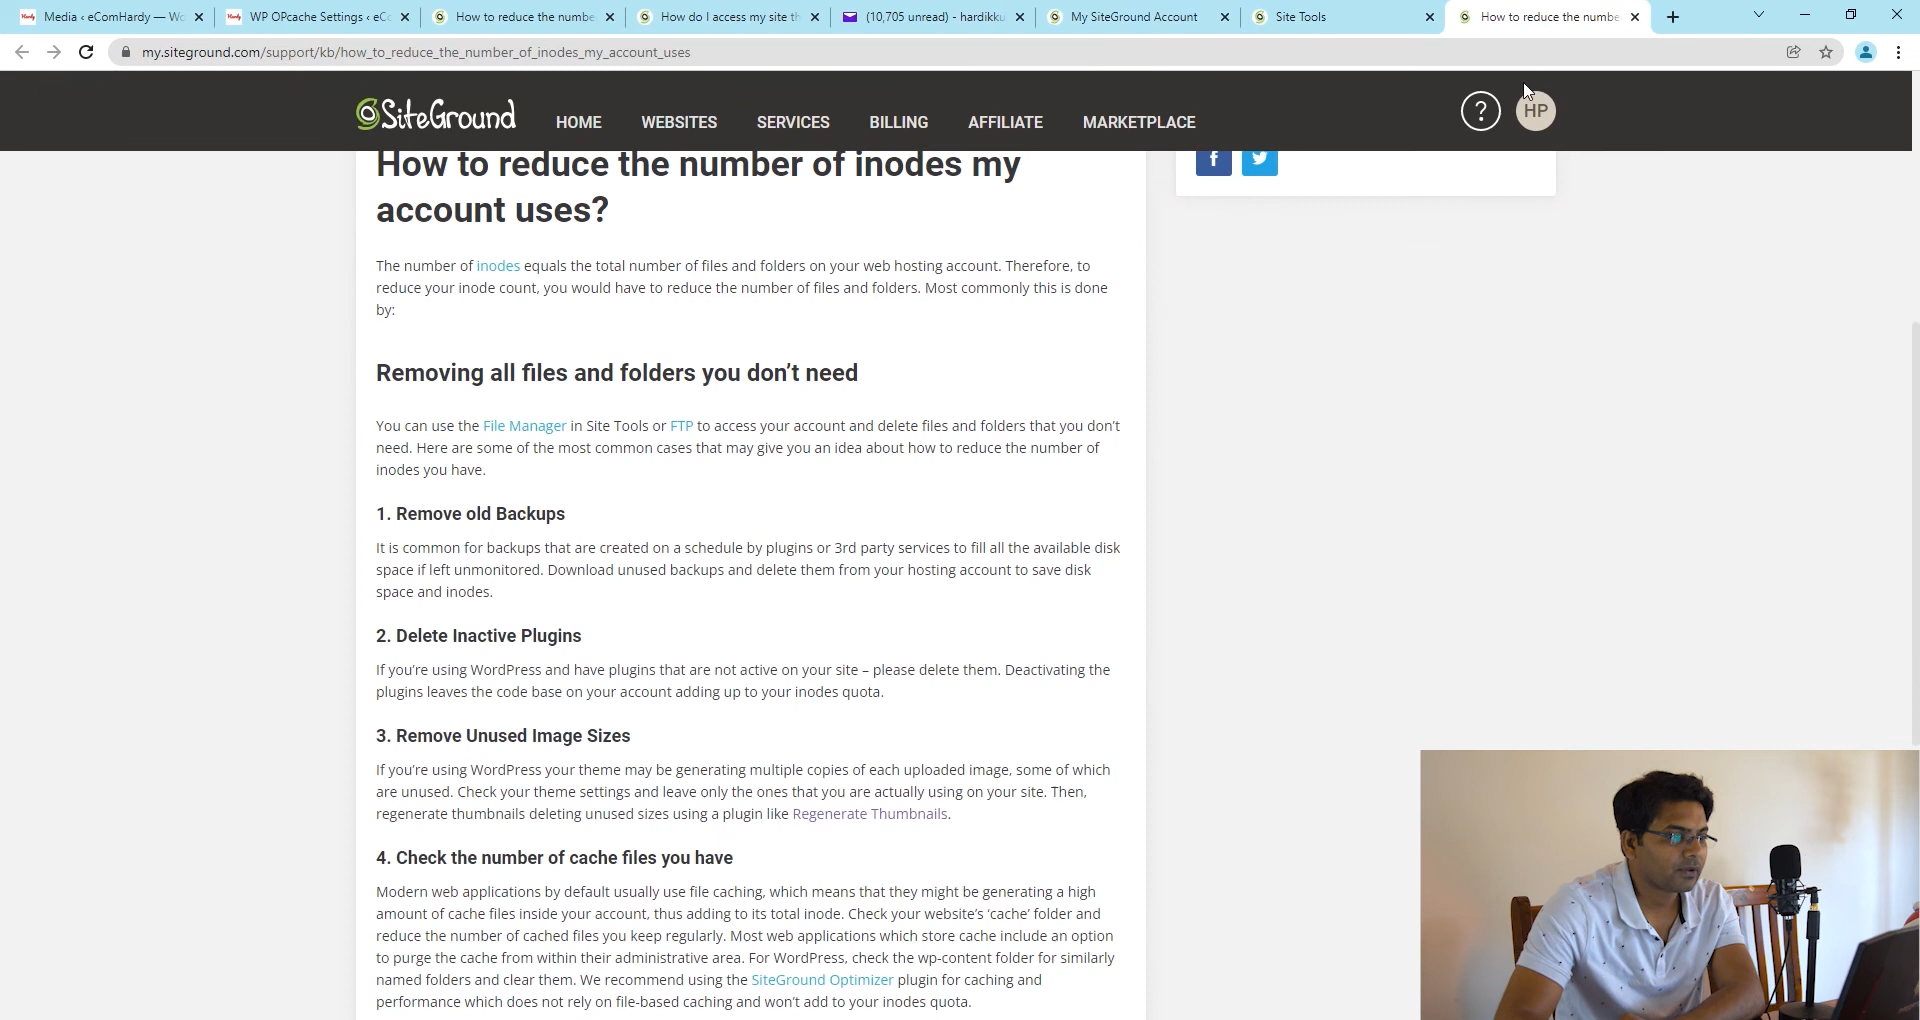 Media ‹ eComHardy — Wo
WP OPcache Settings ‹ eCo
How to reduce the numbe
How do I access my site th
(10,705 unread) - hardikku
My SiteGround Account
Site Tools
How to reduce the numbe
my.siteground.com/support/kb/how_to_reduce_the_number_of_inodes_my_account_uses
SiteGround
HOME
WEBSITES
SERVICES
BILLING
AFFILIATE
MARKETPLACE
?
HP
How to reduce the number of inodes my
account uses?
The number of inodes equals the total number of files and folders on your web hosting account. Therefore, to
reduce your inode count, you would have to reduce the number of files and folders. Most commonly this is done
by:
Removing all files and folders you don’t need
You can use the File Manager in Site Tools or FTP to access your account and delete files and folders that you don’t
need. Here are some of the most common cases that may give you an idea about how to reduce the number of
inodes you have.
1. Remove old Backups
It is common for backups that are created on a schedule by plugins or 3rd party services to fill all the available disk
space if left unmonitored. Download unused backups and delete them from your hosting account to save disk
space and inodes.
2. Delete Inactive Plugins
If you’re using WordPress and have plugins that are not active on your site – please delete them. Deactivating the
plugins leaves the code base on your account adding up to your inodes quota.
3. Remove Unused Image Sizes
If you’re using WordPress your theme may be generating multiple copies of each uploaded image, some of which
are unused. Check your theme settings and leave only the ones that you are actually using on your site. Then,
regenerate thumbnails deleting unused sizes using a plugin like Regenerate Thumbnails.
4. Check the number of cache files you have
Modern web applications by default usually use file caching, which means that they might be generating a high
amount of cache files inside your account, thus adding to its total inode. Check your website’s ‘cache’ folder and
reduce the number of cached files you keep regularly. Most web applications which store cache include an option
to purge the cache from within their administrative area. For WordPress, check the wp-content folder for similarly
named folders and clear them. We recommend using the SiteGround Optimizer plugin for caching and
performance which does not rely on file-based caching and won’t add to your inodes quota.